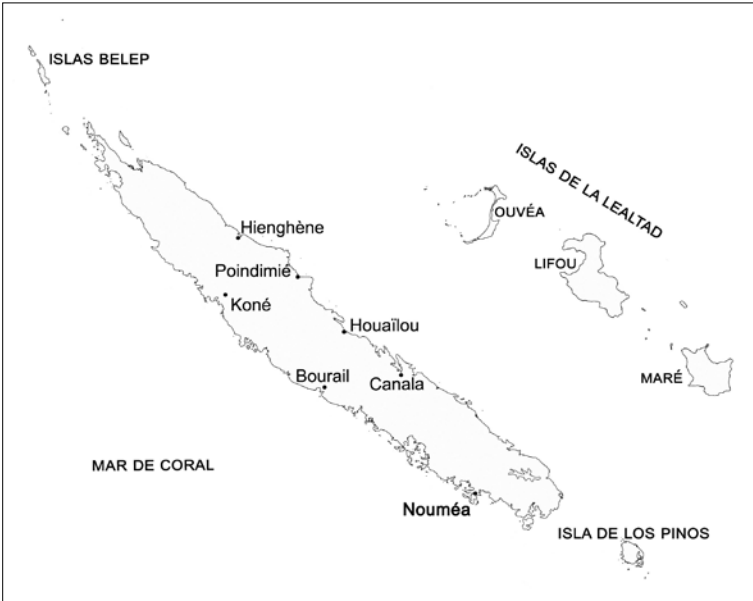 ISLAS BELEP
ISLAS DE LA LEALTAD
OUVÉA
Hienghène
LIFOU
Poindimié
Koné
Houaïlou
MARÉ
Bourail
Canala
MAR DE CORAL
Nouméa
ISLA DE LOS PINOS